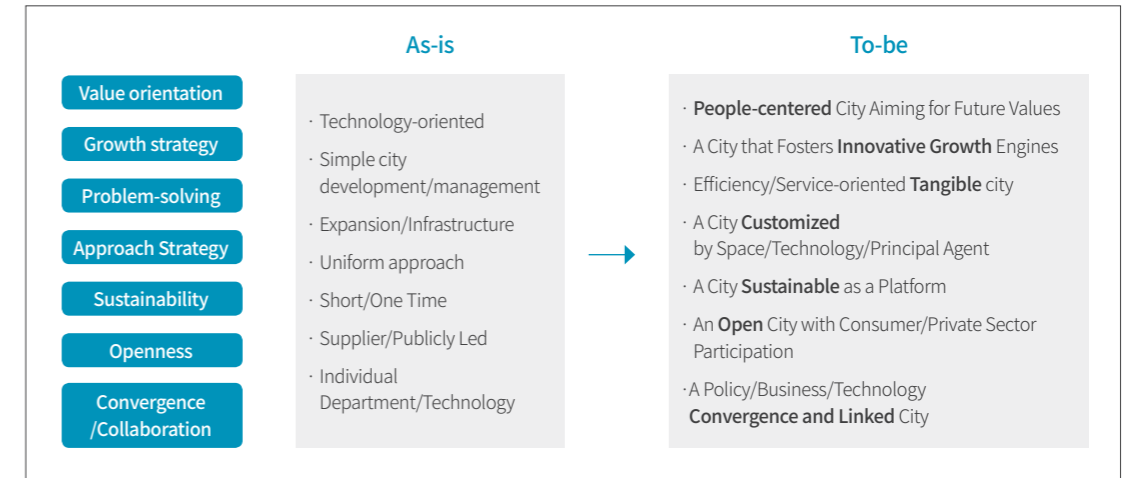 As-is
To-be
Value orientation
Growth strategy
Problem-solving
Approach Strategy
Sustainability
Openness
Convergence
/Collaboration
· Technology-oriented
· Simple city
development/management
· Expansion/Infrastructure
· Uniform approach
· Short/One Time
· Supplier/Publicly Led
· Individual
Department/Technology
· People-centered City Aiming for Future Values
· A City that Fosters Innovative Growth Engines
· Efficiency/Service-oriented Tangible city
· A City Customized
by Space/Technology/Principal Agent
· A City Sustainable as a Platform
· An Open City with Consumer/Private Sector
Participation
·A Policy/Business/Technology
Convergence and Linked City